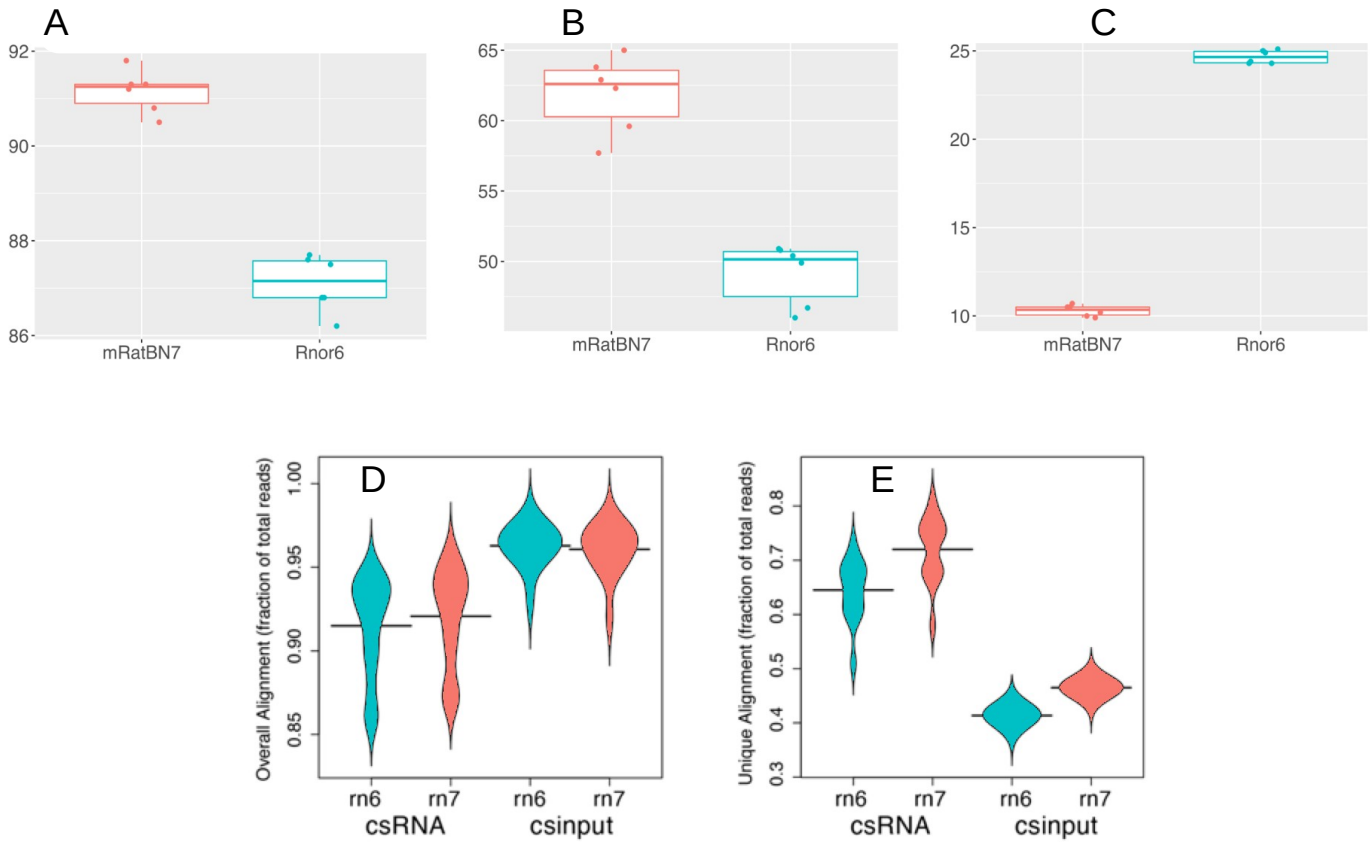 A
B
C
92
90
88
86
mRatBN7
Rnor6
65
60
55
50
mRatBN7
Rnor6
25
20
15
10
mRatBN7
Rnor6
D
Overall Alignment (fraction of total reads)
1.00
0.95
0.90
0.85
rn6
rn7
rn6
rn7
csRNA
csinput
E
Unique Alignment (fraction of total reads)
0.8
0.7
0.6
0.5
0.4
0.3
rn6
rn7
rn6
rn7
csRNA
csinput